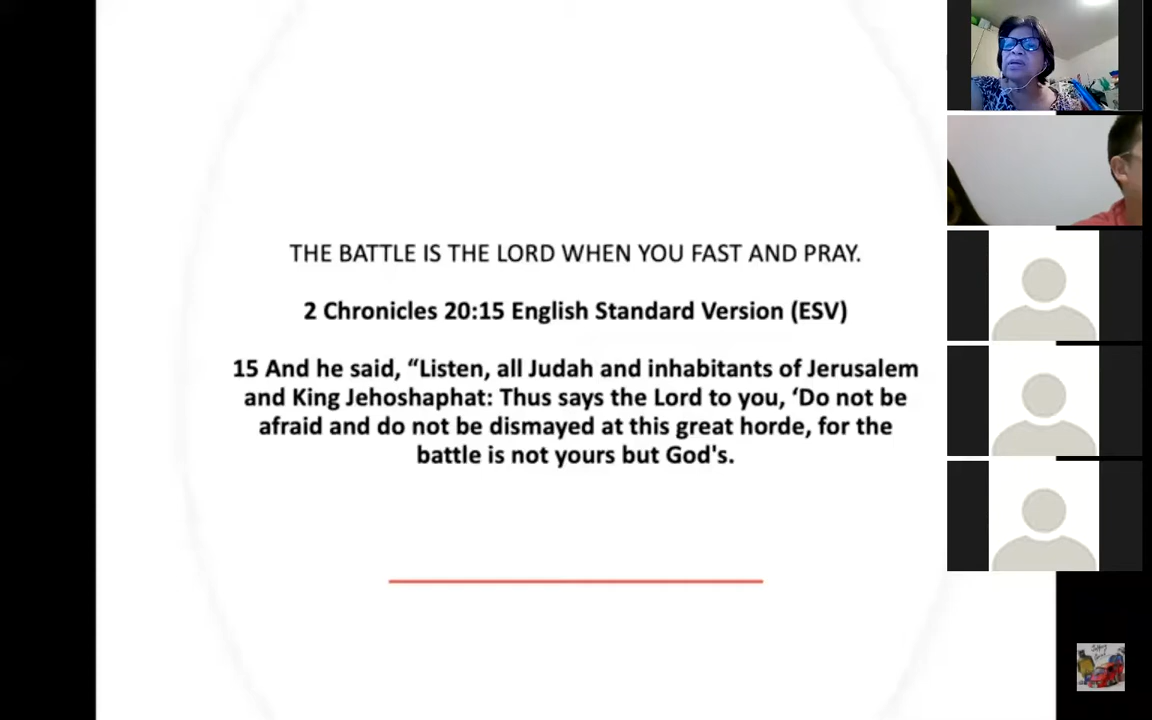 THE BATTLE IS THE LORD WHEN YOU FAST AND PRAY.
2 Chronicles 20:15 English Standard Version (ESV)
15 And he said, “Listen, all Judah and inhabitants of Jerusalem
and King Jehoshaphat: Thus says the Lord to you, ‘Do not be
afraid and do not be dismayed at this great horde, for the
battle is not yours but God's.